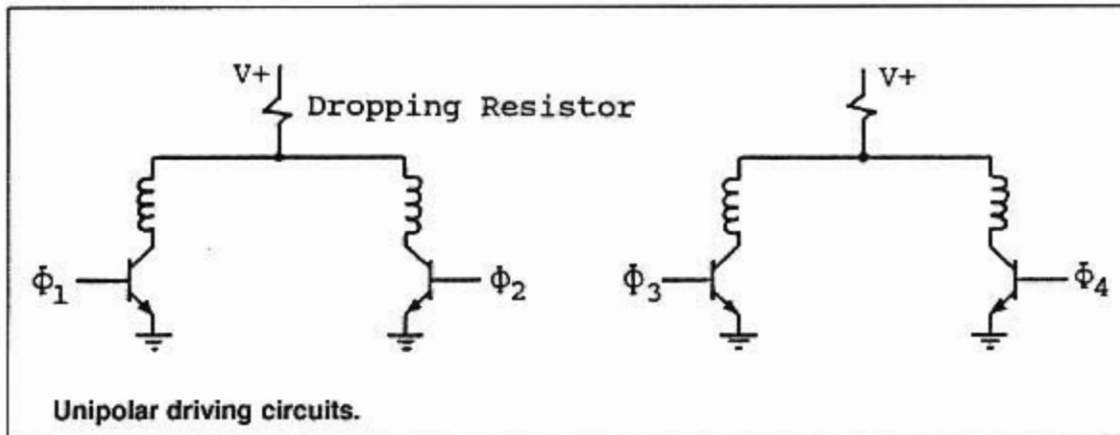 V+
Dropping Resistor
V+
Φ1
Φ2
Φ3
Φ4
Unipolar driving circuits.